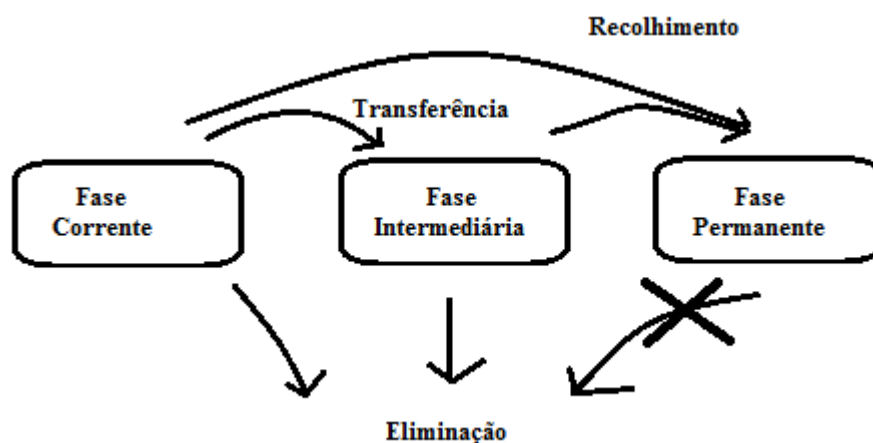 Recolhimento
Transferência
Fase
Corrente
Fase
Intermediária
Fase
Permanente
Eliminação